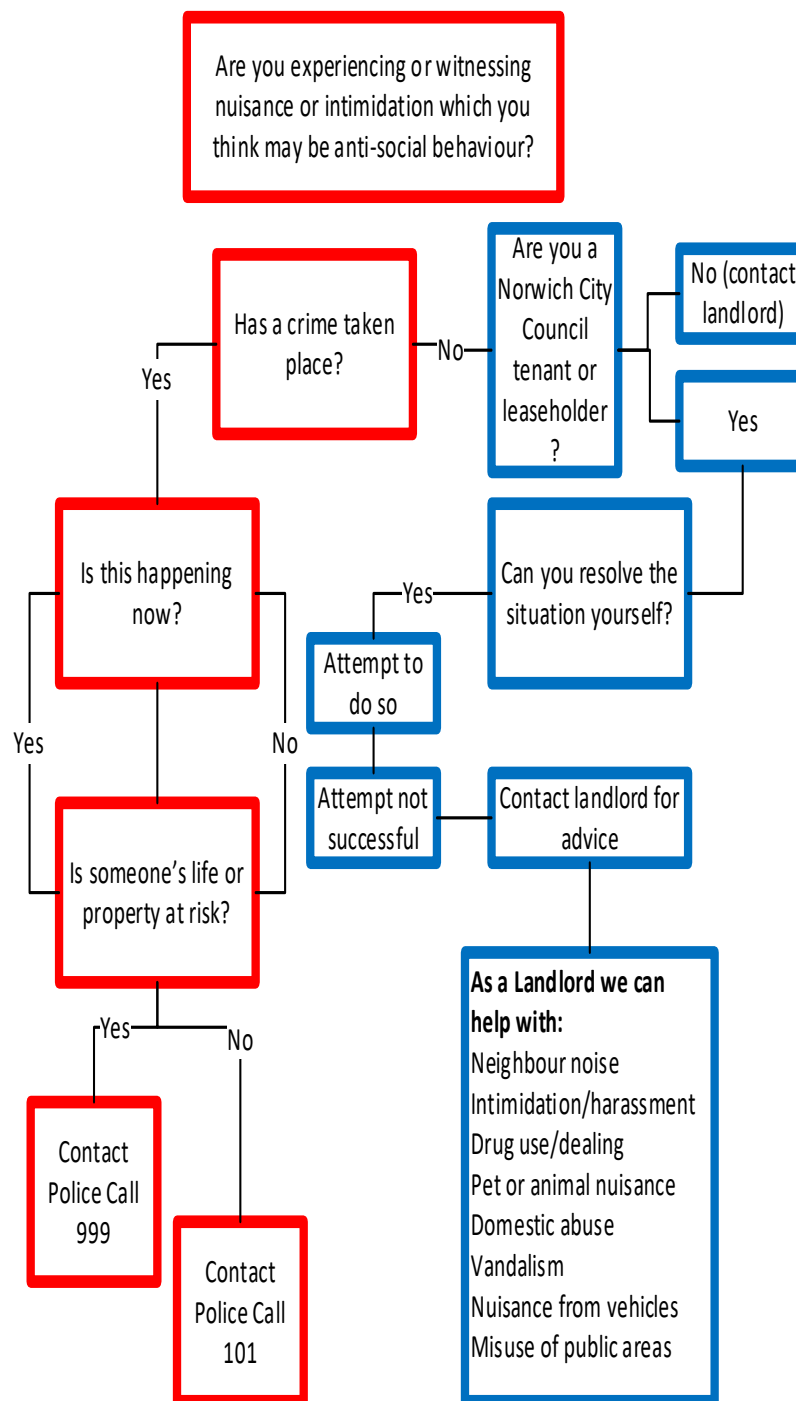 Are you experiencing or witnessing
nuisance or intimidation which you
think may be anti-social behaviour?
Has a crime taken
place?
No
Are you a
Norwich City
Council
tenant or
leaseholder
?
No (contact
landlord)
Yes
Yes
Is this happening
now?
Yes
No
Can you resolve the
situation yourself?
Yes
Attempt to
do so
Attempt not
successful
Contact landlord for
advice
Is someone’s life or
property at risk?
Yes
No
Contact
Police Call
999
Contact
Police Call
101
As a Landlord we can
help with:
Neighbour noise
Intimidation/harassment
Drug use/dealing
Pet or animal nuisance
Domestic abuse
Vandalism
Nuisance from vehicles
Misuse of public areas